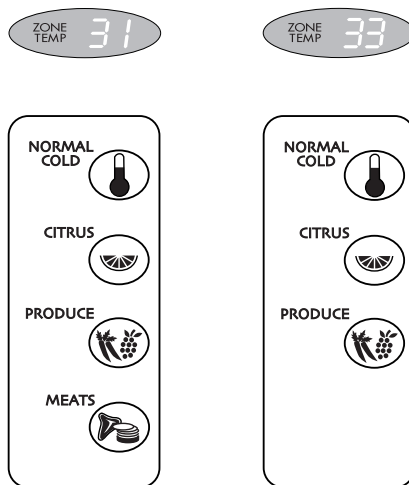 ZONE
TEMP 31
NORMAL
COLD
CITRUS
PRODUCE
MEATS
ZONE
TEMP 33
NORMAL
COLD
CITRUS
PRODUCE